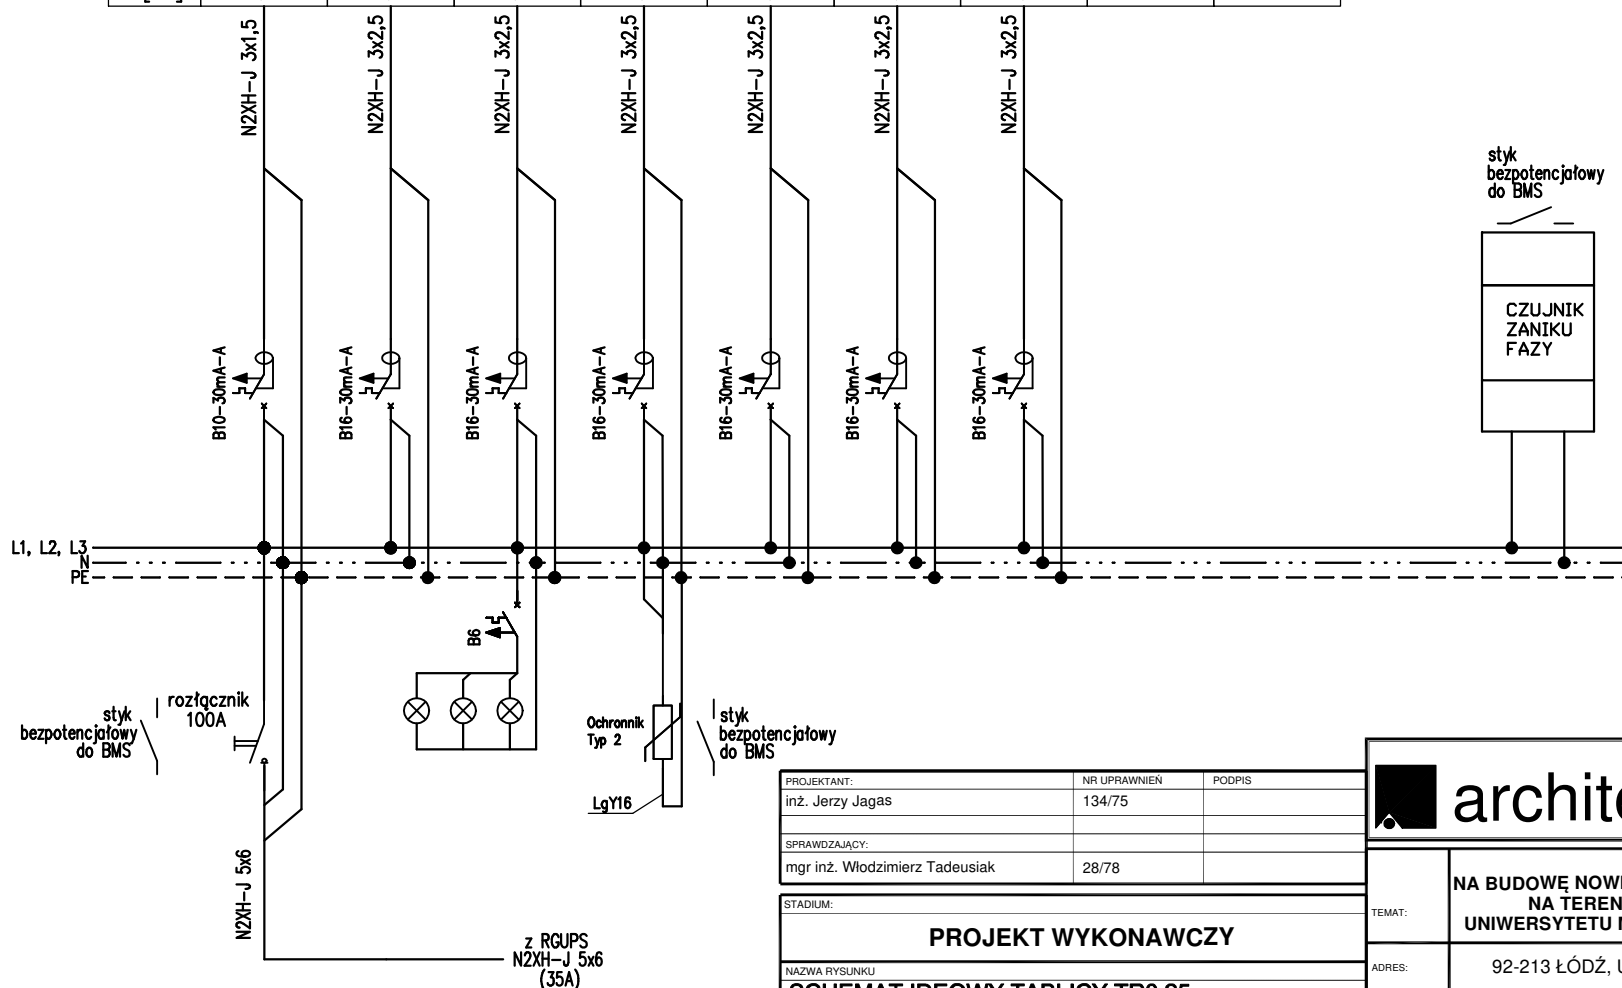 N2XH-J 3x1,5
N2XH-J 3x2,5
N2XH-J 3x2,5
N2XH-J 3x2,5
N2XH-J 3x2,5
N2XH-J 3x2,5
N2XH-J 3x2,5
styk
bezpotencjałowy
do BMS
CZUJNIK
ZANIKU
FAZY
B10-30mA-A
B16-30mA-A
B16-30mA-A
B16-30mA-A
B16-30mA-A
B16-30mA-A
B16-30mA-A
L1, L2, L3
N
PE
B6
styk
bezpotencjałowy
do BMS
rozłącznik
100A
Ochronnik
Typ 2
styk
bezpotencjałowy
do BMS
LgY16
N2XH-J 5x6
z RGUPS
N2XH-J 5x6
(35A)
PROJEKTANT: NR UPRAWNIEŃ PODPIS
inż. Jerzy Jagas 134/75
SPRAWDZAJĄCY:
mgr inż. Włodzimierz Tadeusiak 28/78
STADIUM:
PROJEKT WYKONAWCZY
NAZWA RYSUNKU
SCHEMAT IDEOWY TABLICY
archite
TEMAT:
NA BUDOWĘ NOW
NA TEREN
UNIWERSYTETU
ADRES:
92-213 ŁÓDŹ, U